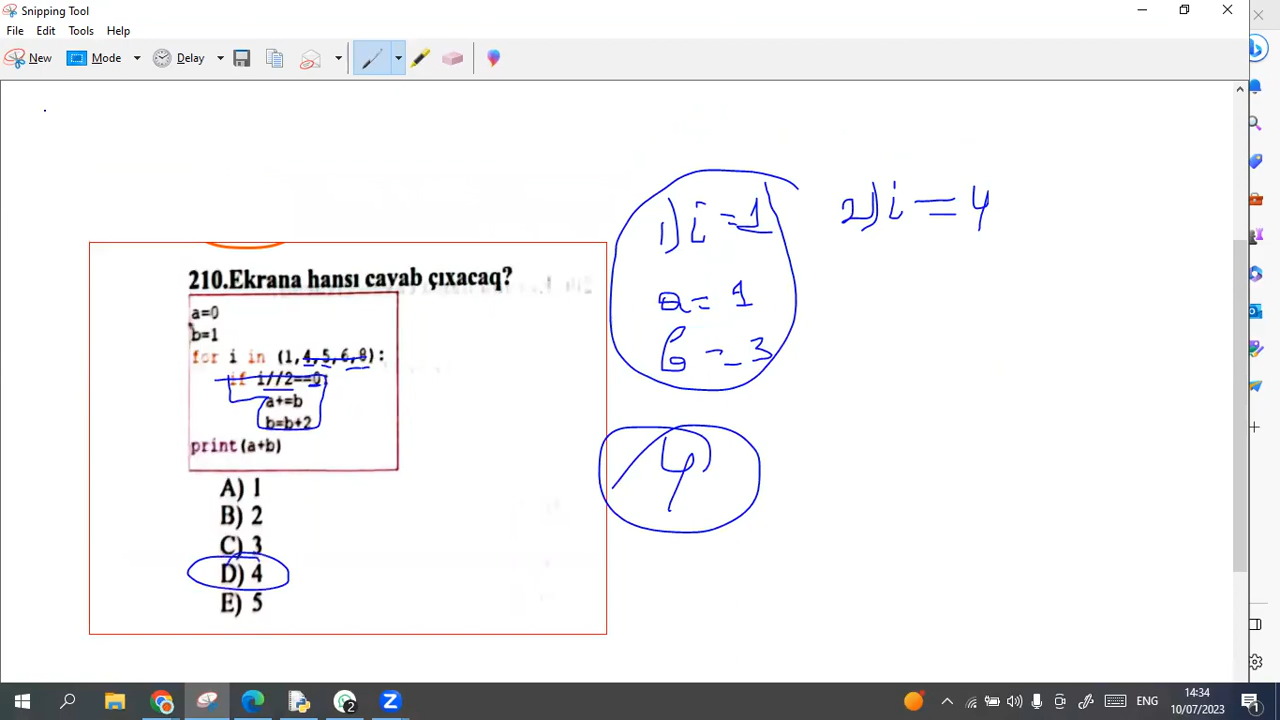 Snipping Tool
File Edit Tools Help
New Mode Delay
1) i = 1
2) i = 4
a = 1
b = 3
4
210.Ekrana hansı cavab çıxacaq?
a=0
b=1
for i in (1,4,5,6,8):
if i//2==0:
a+=b
b=b+2
print(a+b)
A) 1
B) 2
C) 3
D) 4
E) 5
2
ENG
14:34
10/07/2023
1